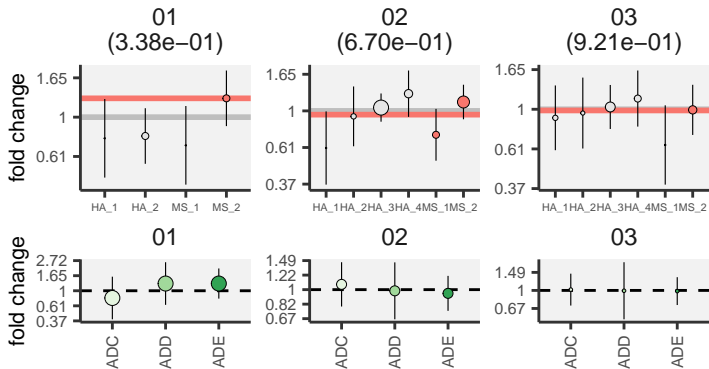 01 02 03
(3.38e−01) (6.70e−01) (9.21e−01)
fold change
1.65
1
0.61
HA_1 HA_2 MS_1 MS_2
1.65
1
0.61
0.37
HA_1 HA_2 HA_3 HA_4 MS_1 MS_2
1.65
1
0.61
0.37
HA_1 HA_2 HA_3 HA_4 MS_1 MS_2
01 02 03
fold change
2.72
1.65
1
0.61
0.37
ADC ADD ADE
1.49
1.22
1
0.82
0.67
ADC ADD ADE
1.49
1
0.67
ADC ADD ADE